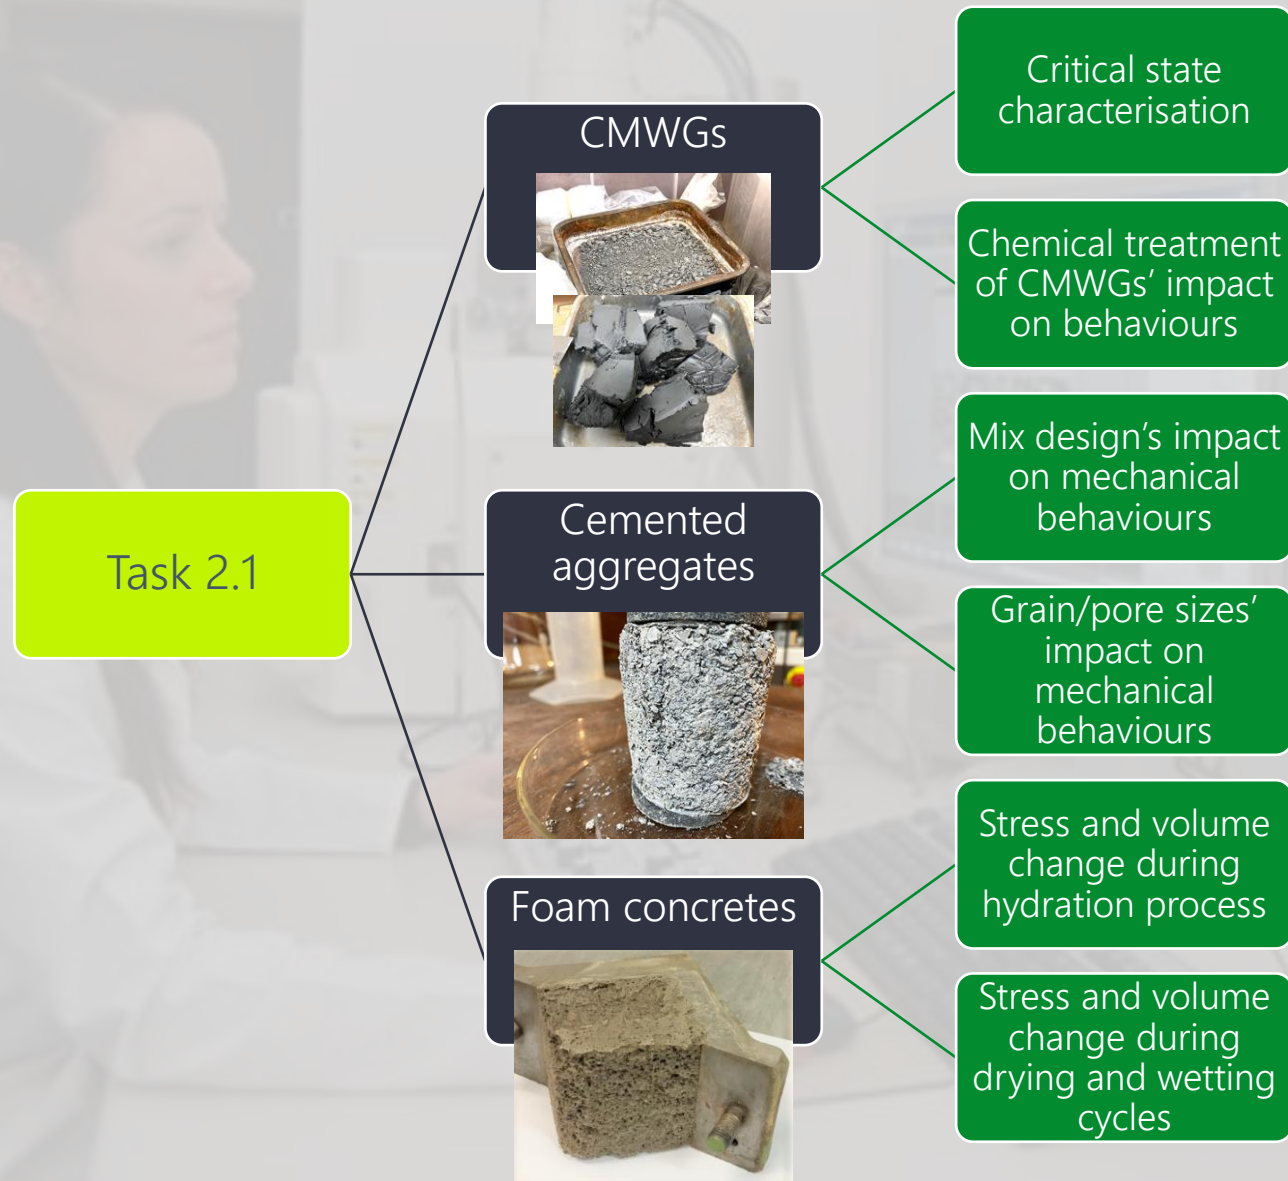 Task 2.1
CMWGs
Critical state
characterisation
Chemical treatment
of CMWGs’ impact
on behaviours
Cemented
aggregates
Mix design’s impact
on mechanical
behaviours
Grain/pore sizes’
impact on
mechanical
behaviours
Foam concretes
Stress and volume
change during
hydration process
Stress and volume
change during
drying and wetting
cycles